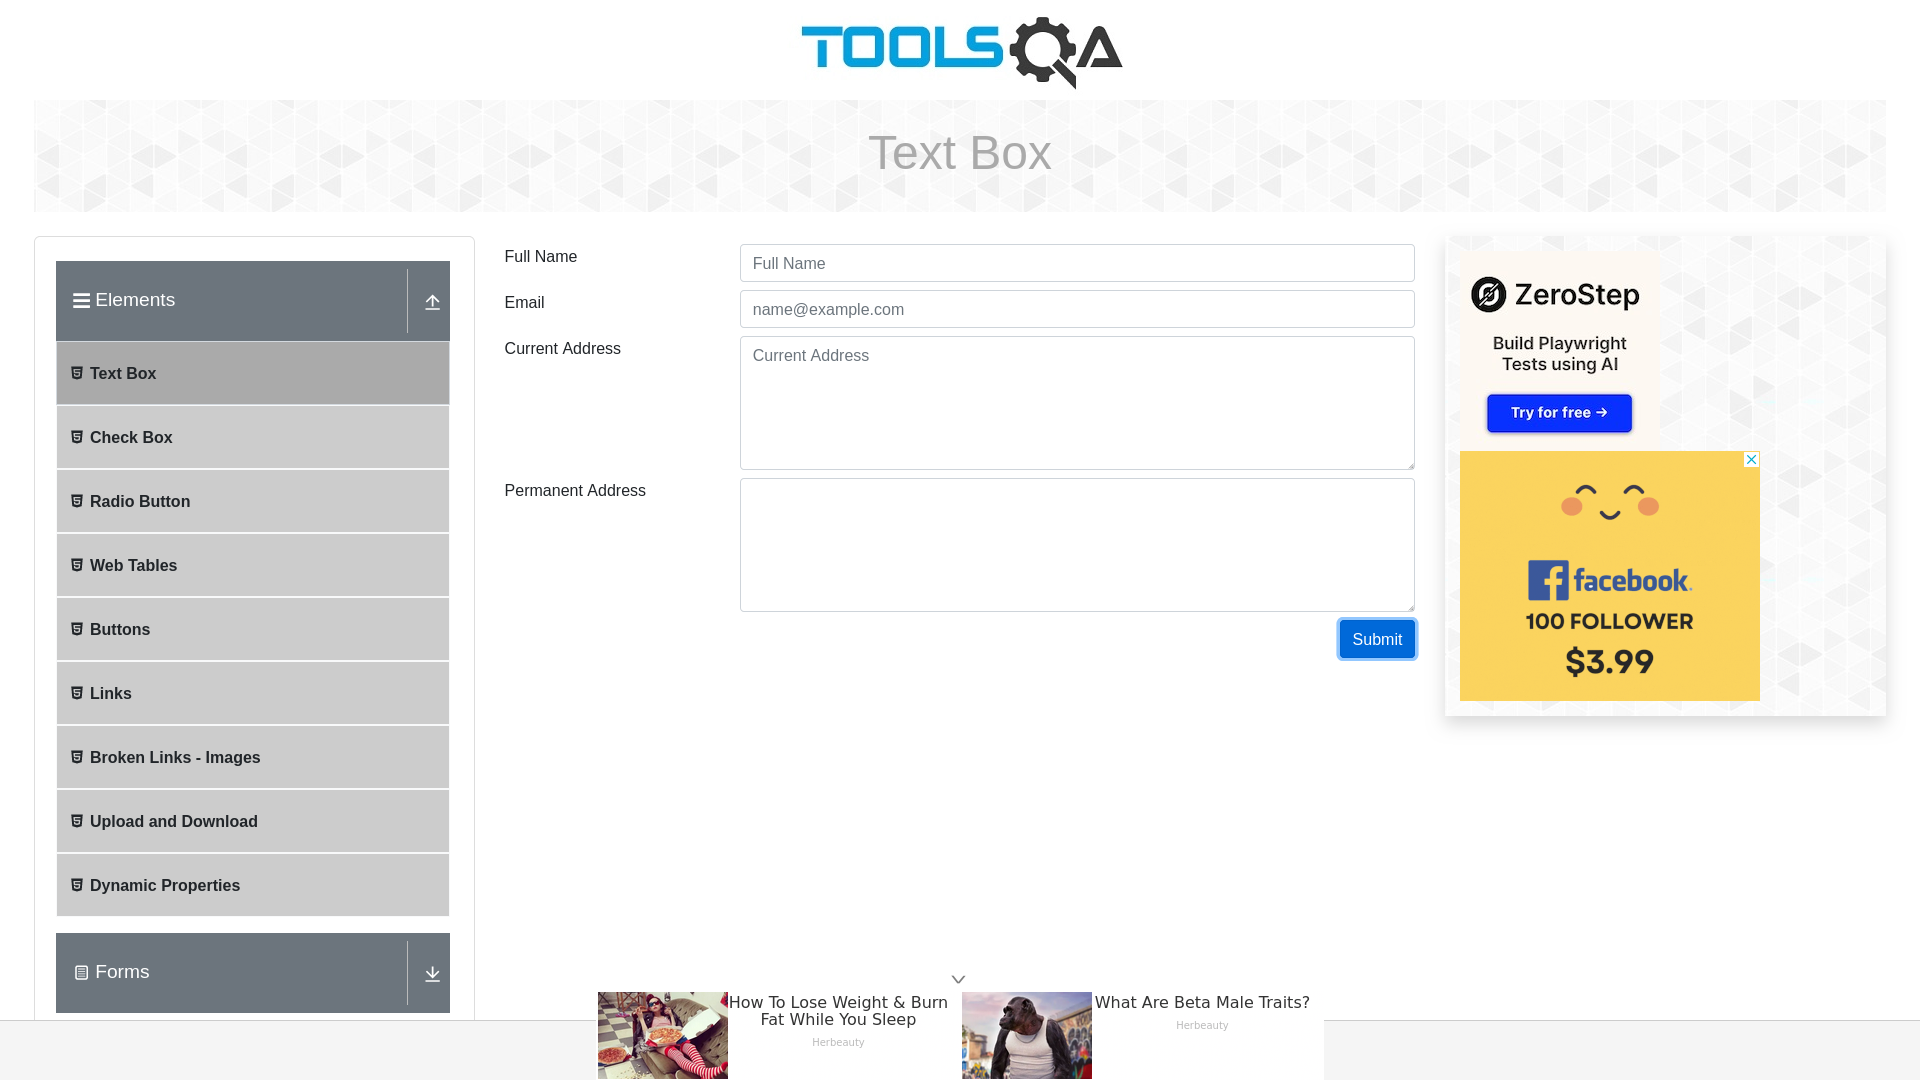 TOOLSQA
Text Box
Elements
Text Box
Check Box
Radio Button
Web Tables
Buttons
Links
Broken Links - Images
Upload and Download
Dynamic Properties
Forms
Full Name
Full Name
Email
name@example.com
Current Address
Current Address
Permanent Address
Submit
ZeroStep
Build Playwright
Tests using AI
Try for free →
facebook.
100 FOLLOWER
$3.99
How To Lose Weight & Burn
Fat While You Sleep
Herbeauty
What Are Beta Male Traits?
Herbeauty